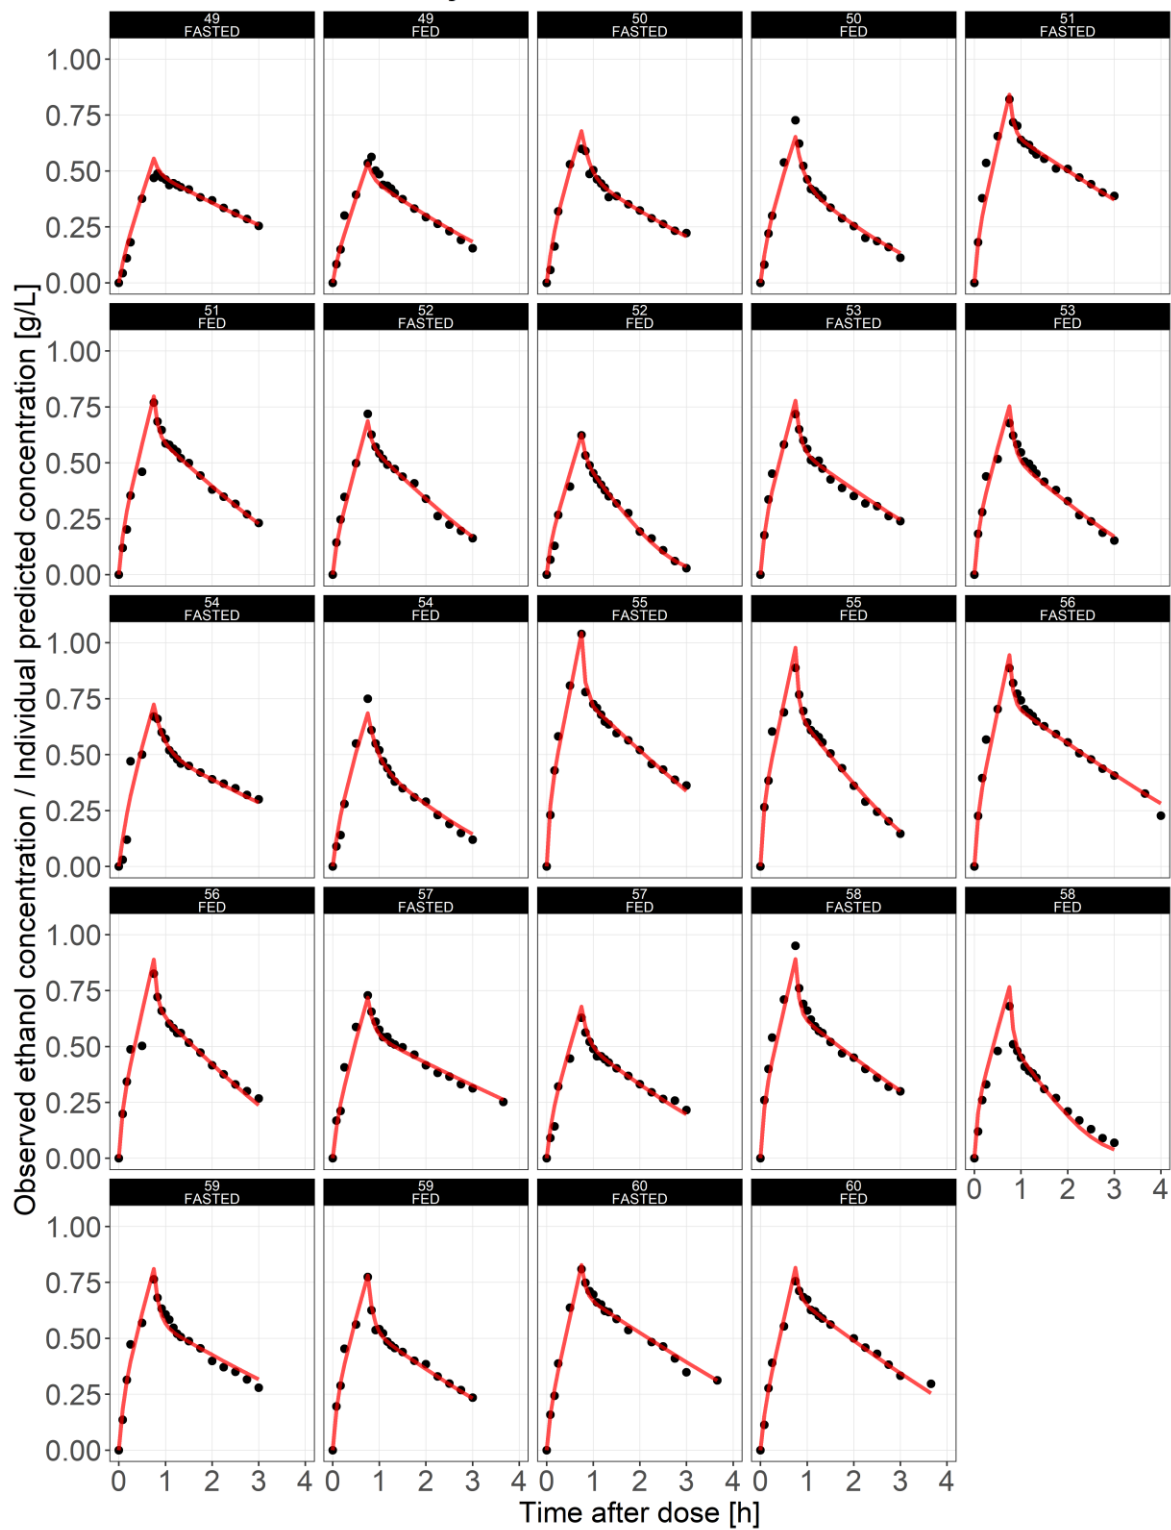 49
FASTED
49
FED
50
FASTED
50
FED
51
FASTED
1.00
0.75
0.50
0.25
0.00
51
FED
52
FASTED
52
FED
53
FASTED
53
FED
1.00
0.75
0.50
0.25
0.00
54
FASTED
54
FED
55
FASTED
55
FED
56
FASTED
1.00
0.75
0.50
0.25
0.00
56
FED
57
FASTED
57
FED
58
FASTED
58
FED
1.00
0.75
0.50
0.25
0.00
0 1 2 3 4
59
FASTED
59
FED
60
FASTED
60
FED
1.00
0.75
0.50
0.25
0.00
0 1 2 3 4
0 1 2 3 4
0 1 2 3 4
0 1 2 3 4
Time after dose [h]
Observed ethanol concentration / Individual predicted concentration [g/L]